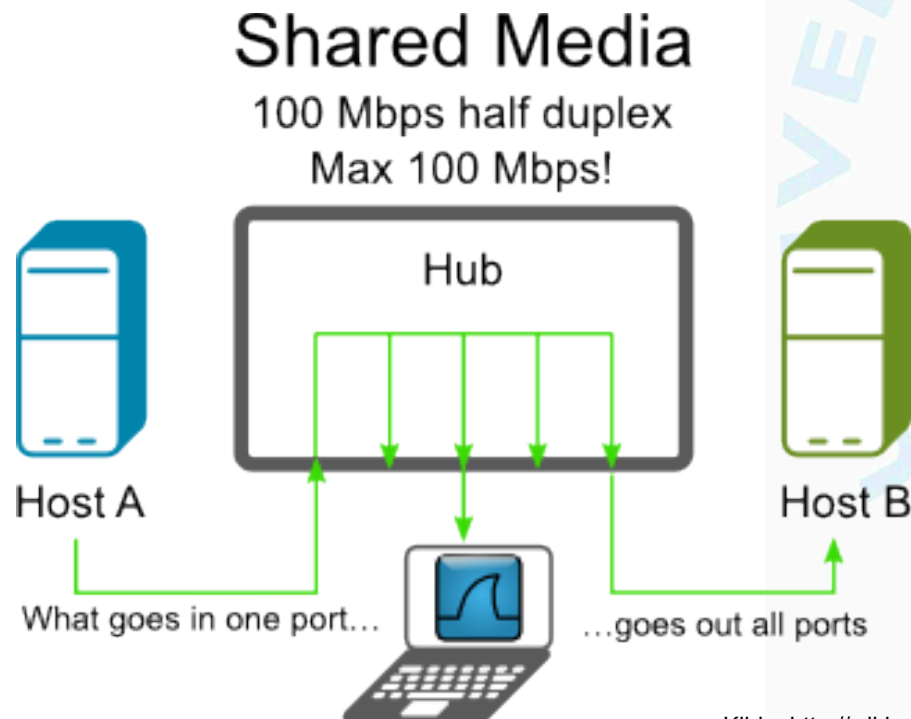 Shared Media
100 Mbps half duplex
Max 100 Mbps!
Hub
Host A
Host B
What goes in one port…
…goes out all ports